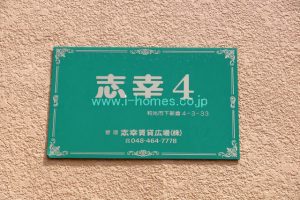 志幸4
www.i-homes.co.jp
和光市下新倉4-3-33
管理 志幸賃貸広場(株)
☎048-464-7778